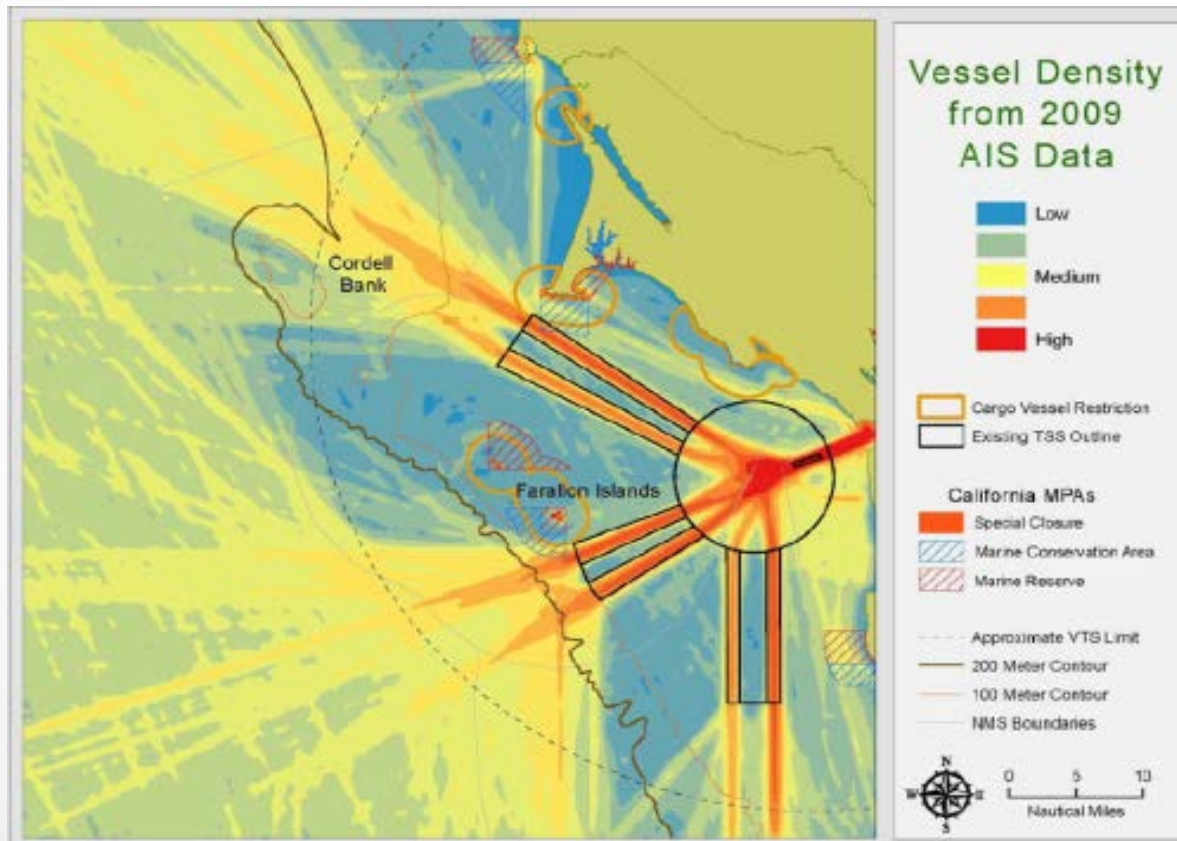 Vessel Density
from 2009
AIS Data
Low
Medium
High
Cargo Vessel Restriction
Existing TSS Outline
California MPAs
Special Closure
Marine Conservation Area
Marine Reserve
Approximate VTS Limit
200 Meter Contour
100 Meter Contour
NMS Boundaries
N
W
E
S
0 5 10
Nautical Miles
Cordell
Bank
Farallon Islands